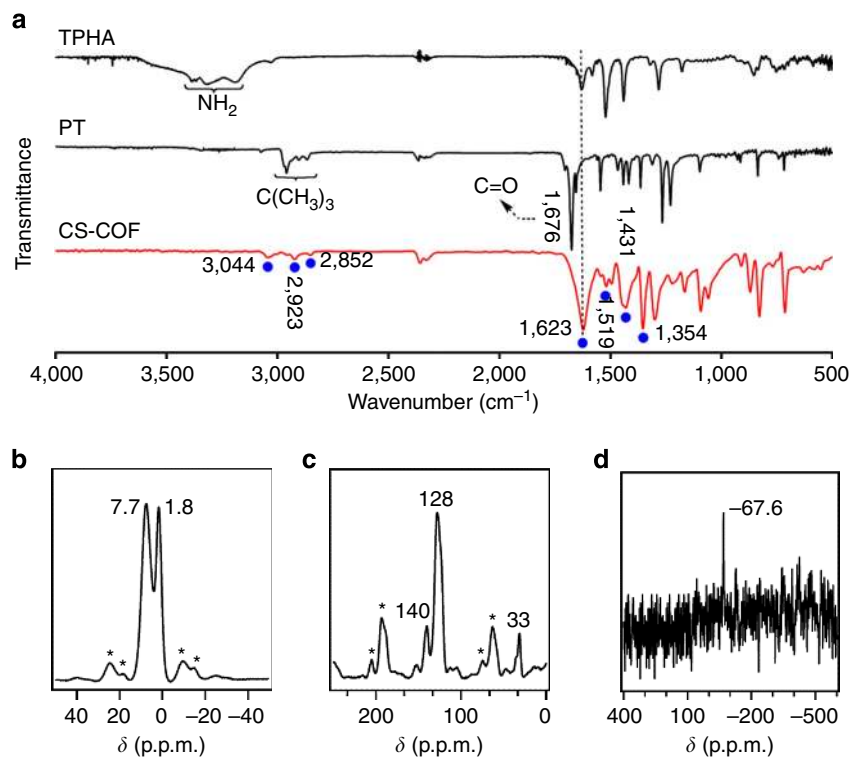 a
TPHA
NH2
PT
C(CH3)3
C=O
1,676
1,431
CS-COF
3,044
2,923
2,852
1,623
1,519
1,354
Transmittance
4,000 3,500 3,000 2,500 2,000 1,500 1,000 500
Wavenumber (cm−1)
b
7.7 1.8
* * * *
40 20 0 −20 −40
δ (p.p.m.)
c
128
140
33
* * * *
200 100 0
δ (p.p.m.)
d
−67.6
400 100 −200 −500
δ (p.p.m.)